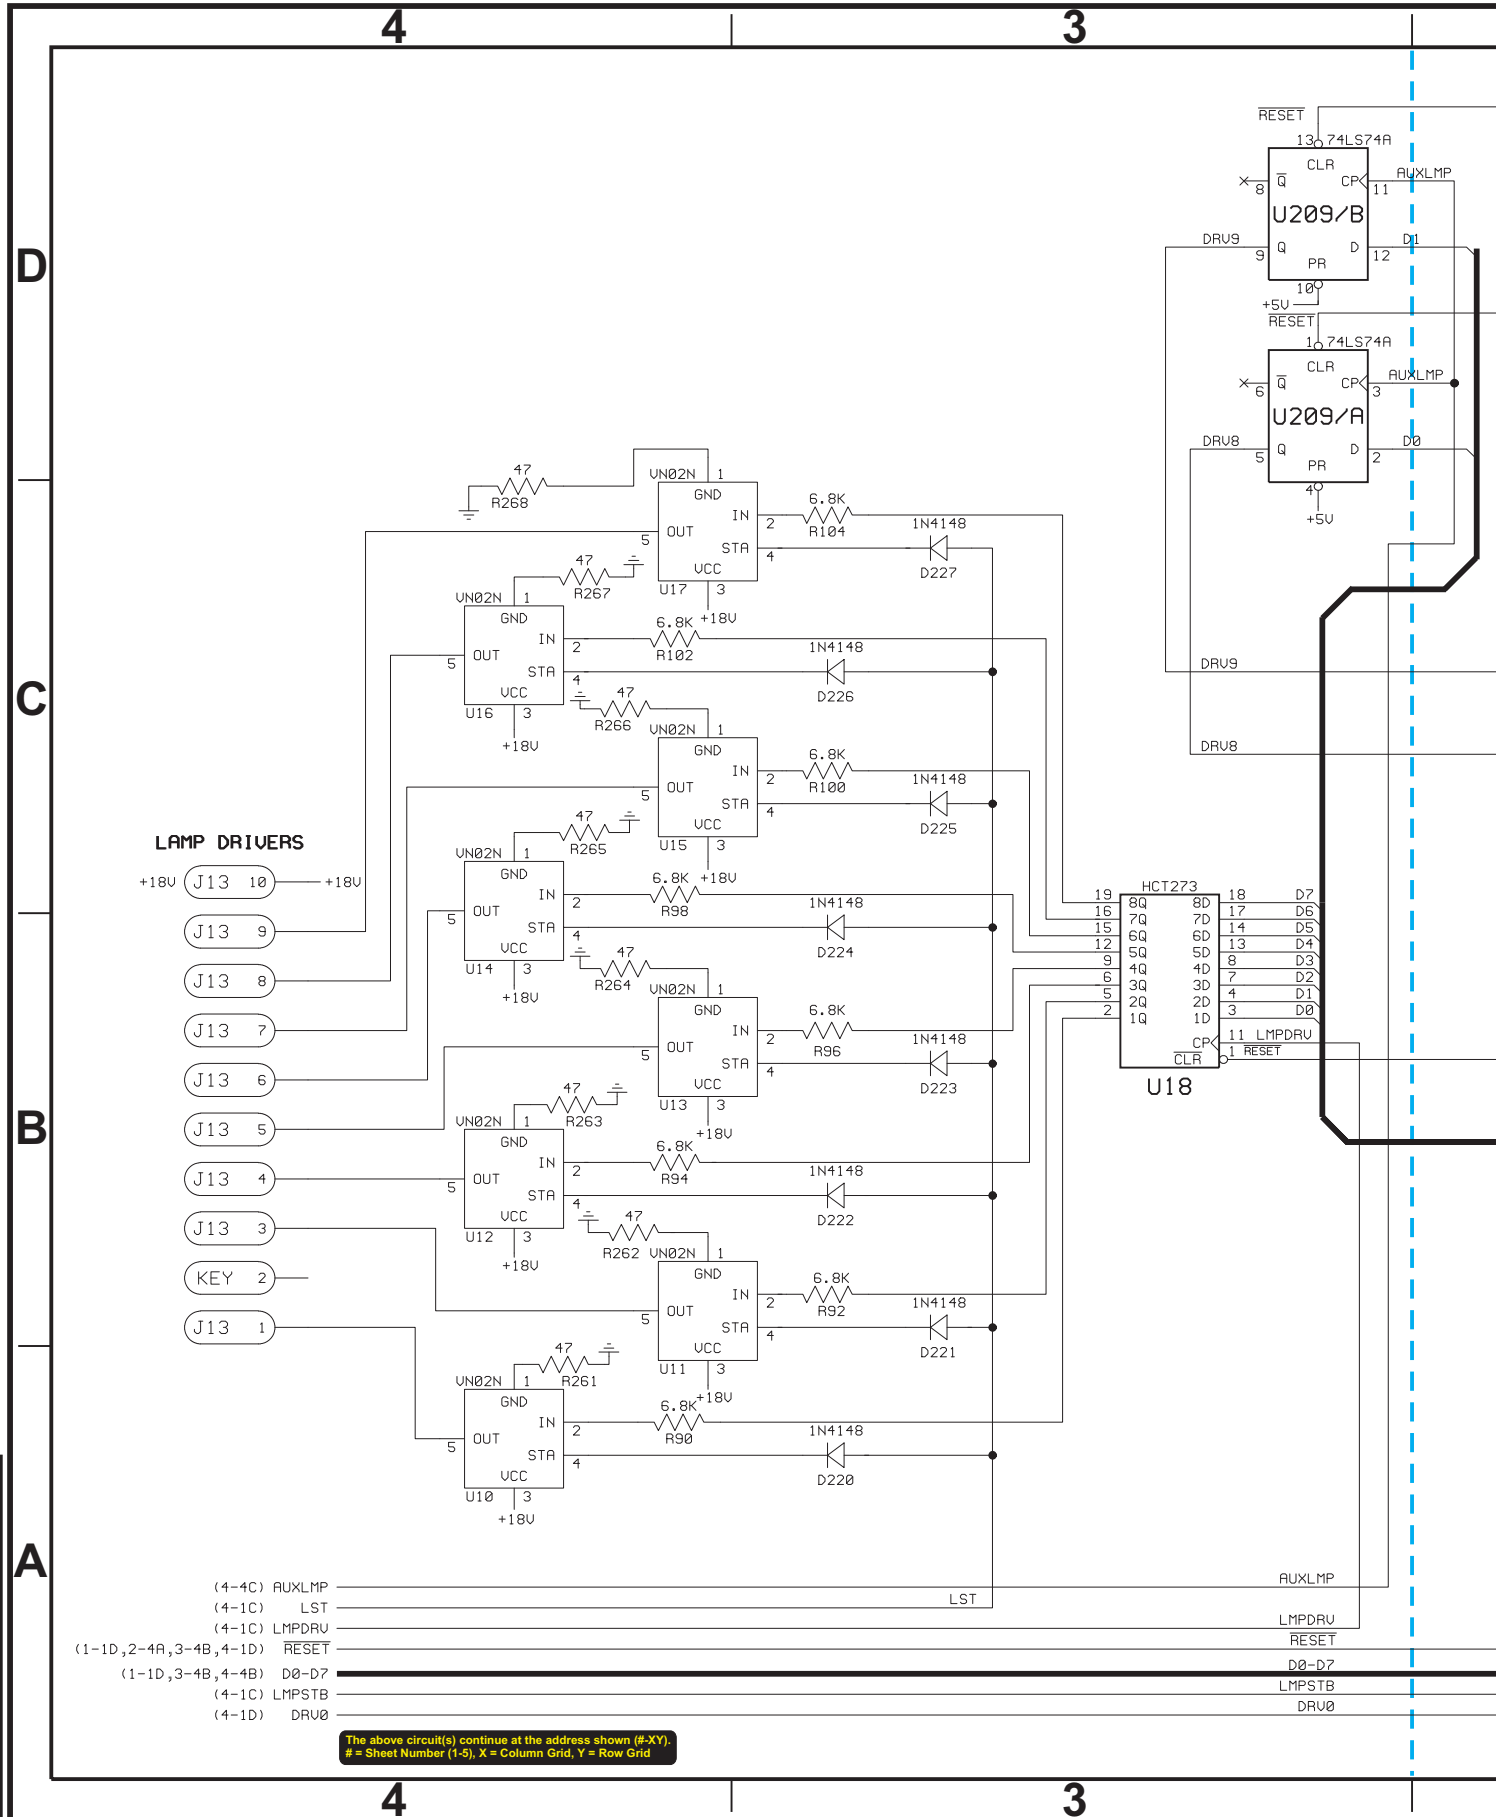 4 3
RESET
13 74LS74A
CLR
8 Q CP 11 AUXLMP
U209/B
DRV9 9 Q D 12 D1
PR
10
+5V
RESET
1 74LS74A
CLR
6 Q CP 3 AUXLMP
U209/A
DRV8 5 Q D 2 D0
PR
4
+5V
D
47
R268
VN02N 1
GND
IN 2
5 OUT
STA 4
VCC
U17 3
+18V
6.8K
R104
1N4148
D227
47
R267
VN02N 1
GND
IN 2
5 OUT
STA 4
VCC
U16 3
+18V
6.8K
R102
1N4148
D226
DRV9
C
47
R266
VN02N 1
GND
IN 2
5 OUT
STA 4
VCC
U15 3
+18V
6.8K
R100
1N4148
D225
DRV8
47
R265
VN02N 1
GND
IN 2
5 OUT
STA 4
VCC
U14 3
+18V
6.8K
R98
1N4148
D224
LAMP DRIVERS
+18V J13 10 +18V
J13 9
J13 8
J13 7
J13 6
J13 5
J13 4
J13 3
KEY 2
J13 1
HCT273
19 8Q 8D 18 D7
16 7Q 7D 17 D6
15 6Q 6D 14 D5
12 5Q 5D 13 D4
9 4Q 4D 8 D3
6 3Q 3D 7 D2
5 2Q 2D 4 D1
2 1Q 1D 3 D0
CP 11 LMPDRV
CLR 1 RESET
U18
47
R264
VN02N 1
GND
IN 2
5 OUT
STA 4
VCC
U13 3
+18V
6.8K
R96
1N4148
D223
B
47
R263
VN02N 1
GND
IN 2
5 OUT
STA 4
VCC
U12 3
+18V
6.8K
R94
1N4148
D222
47
R262
VN02N 1
GND
IN 2
5 OUT
STA 4
VCC
U11 3
+18V
6.8K
R92
1N4148
D221
47
R261
VN02N 1
GND
IN 2
5 OUT
STA 4
VCC
U10 3
+18V
6.8K
R90
1N4148
D220
A
(4-4C) AUXLMP AUXLMP
(4-1C) LST LST
(4-1C) LMPDRV LMPDRV
(1-1D,2-4A,3-4B,4-1D) RESET RESET
(1-1D,3-4B,4-4B) D0-D7 D0-D7
(4-1C) LMPSTB LMPSTB
(4-1D) DRV0 DRV0
The above circuit(s) continue at the address shown (#-XY).
# = Sheet Number (1-5), X = Column Grid, Y = Row Grid
4 3